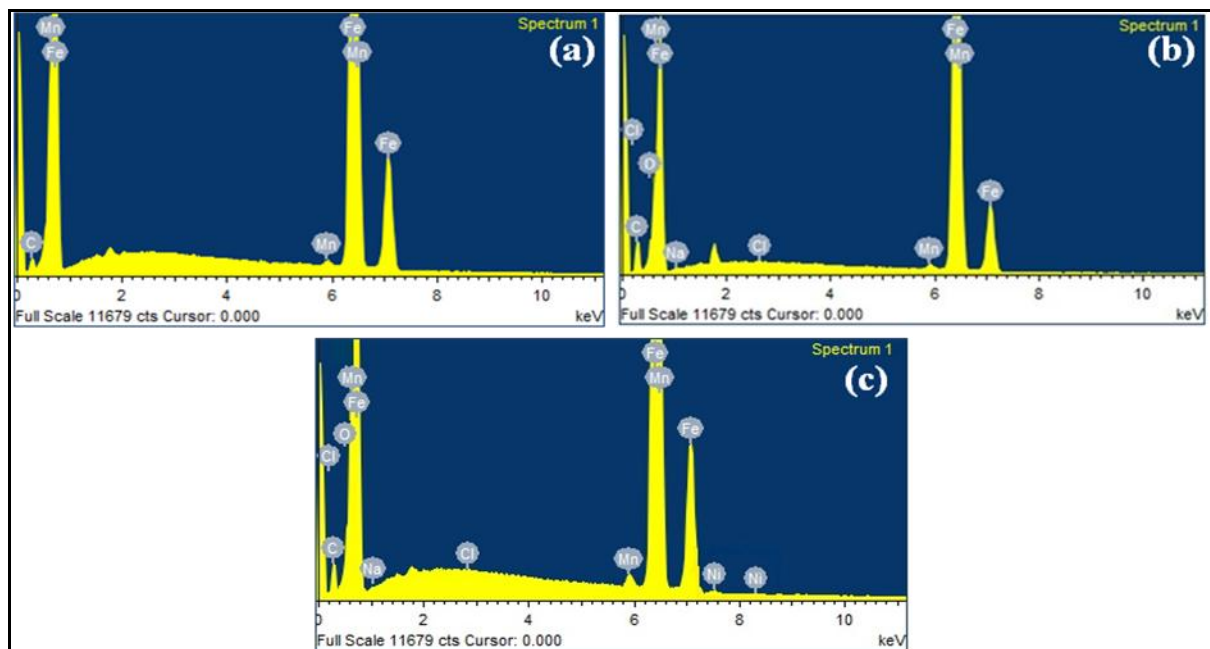 Spectrum 1
(a)
Mn
Fe
Fe
Mn
Fe
C
Mn
0 2 4 6 8 10
Full Scale 11679 cts Cursor: 0.000 keV
Spectrum 1
(b)
Mn
Fe
Fe
Mn
Cl
O
Fe
C
Na
Cl
Mn
0 2 4 6 8 10
Full Scale 11679 cts Cursor: 0.000 keV
Spectrum 1
(c)
Fe
Mn
Mn
Fe
O
Fe
Cl
C
Na
Cl
Mn
Ni
Ni
0 2 4 6 8 10
Full Scale 11679 cts Cursor: 0.000 keV